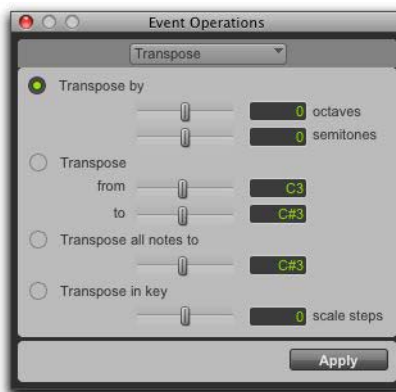 Event Operations
Transpose
Transpose by
0 octaves
0 semitones
Transpose
from C3
to C#3
Transpose all notes to
C#3
Transpose in key
0 scale steps
Apply